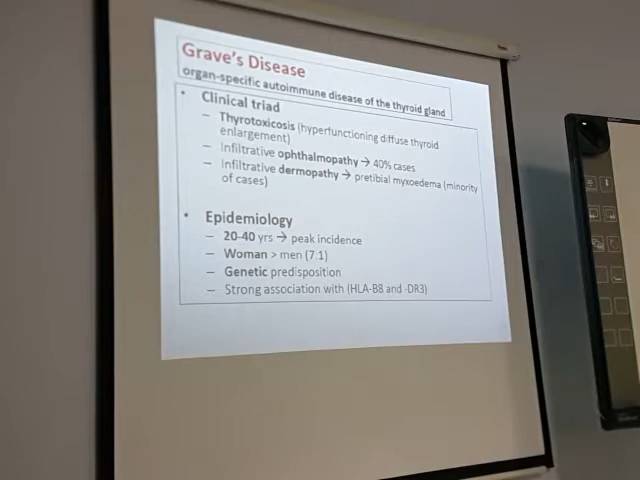 Grave's Disease
organ-specific autoimmune disease of the thyroid gland
• Clinical triad
– Thyrotoxicosis (hyperfunctioning diffuse thyroid
enlargement)
– Infiltrative ophthalmopathy → 40% cases
– Infiltrative dermopathy → pretibial myxoedema (minority
of cases)
• Epidemiology
– 20-40 yrs → peak incidence
– Woman > men (7:1)
– Genetic predisposition
– Strong association with (HLA-B8 and -DR3)